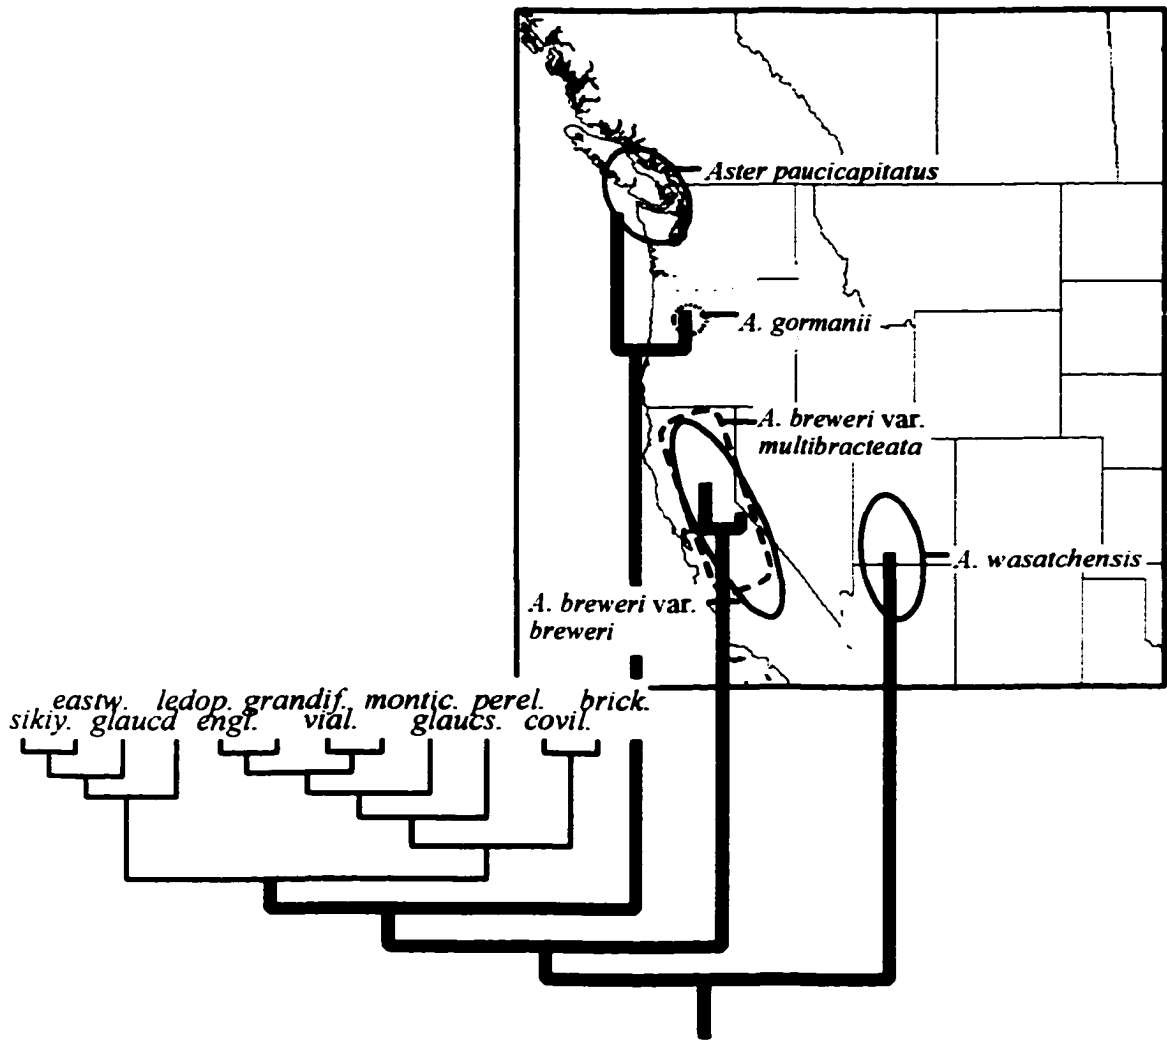 Aster paucicapitatus
A. gormanii
A. breweri var.
multibracteata
A. wasatchensis
A. breweri var.
breweri
eastw. ledop. grandif. montic. perel. brick.
sikiy. glaucd engl. vial. glaucs. covil.